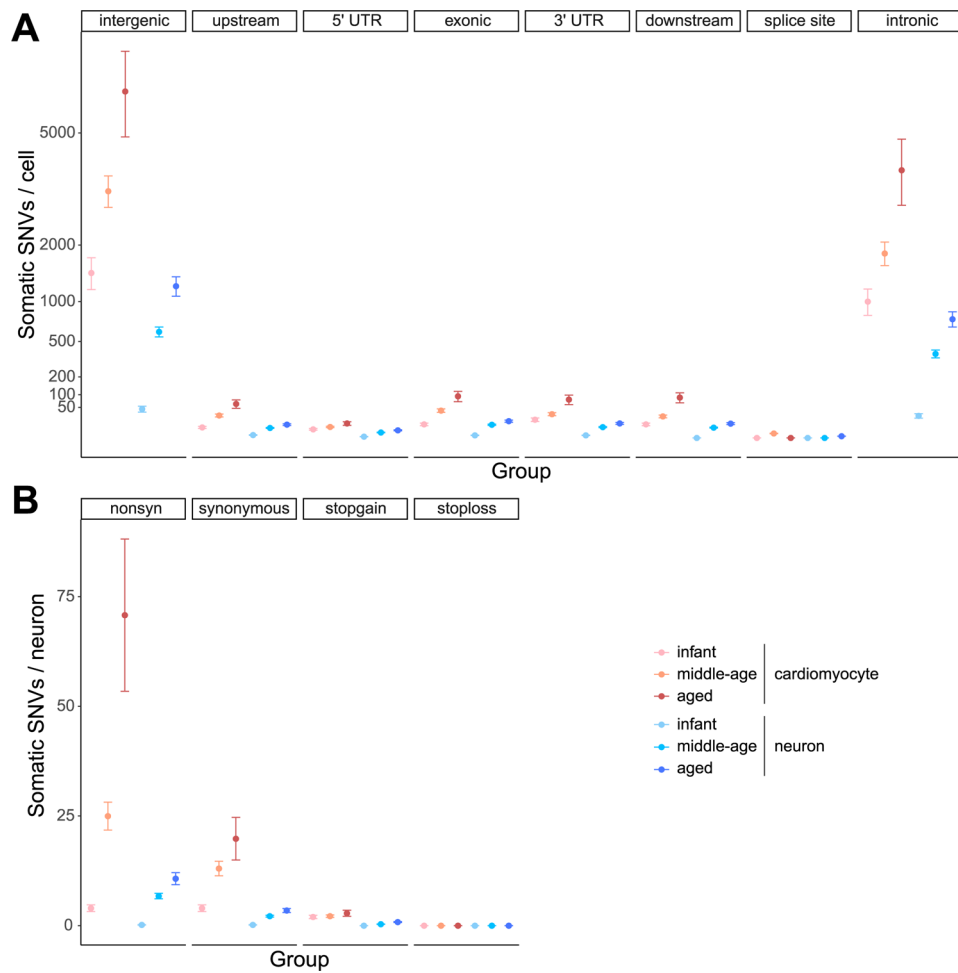 A
intergenic upstream 5' UTR exonic 3' UTR downstream splice site intronic
Somatic SNVs / cell
5000
2000
1000
500
200
100
50
Group
B
nonsyn synonymous stopgain stoploss
Somatic SNVs / neuron
75
50
25
0
Group
infant
middle-age cardiomyocyte
aged
infant
middle-age neuron
aged